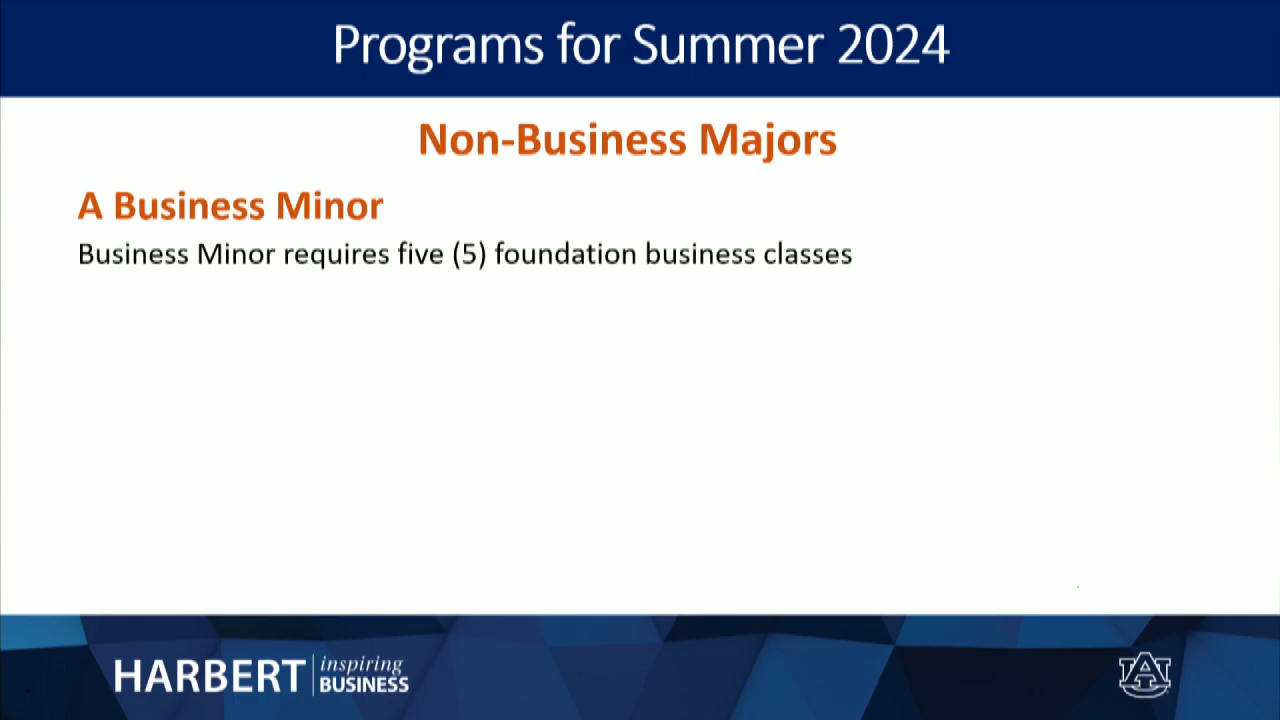 Programs for Summer 2024
Non-Business Majors
A Business Minor
Business Minor requires five (5) foundation business classes
HARBERT inspiring
BUSINESS
AU